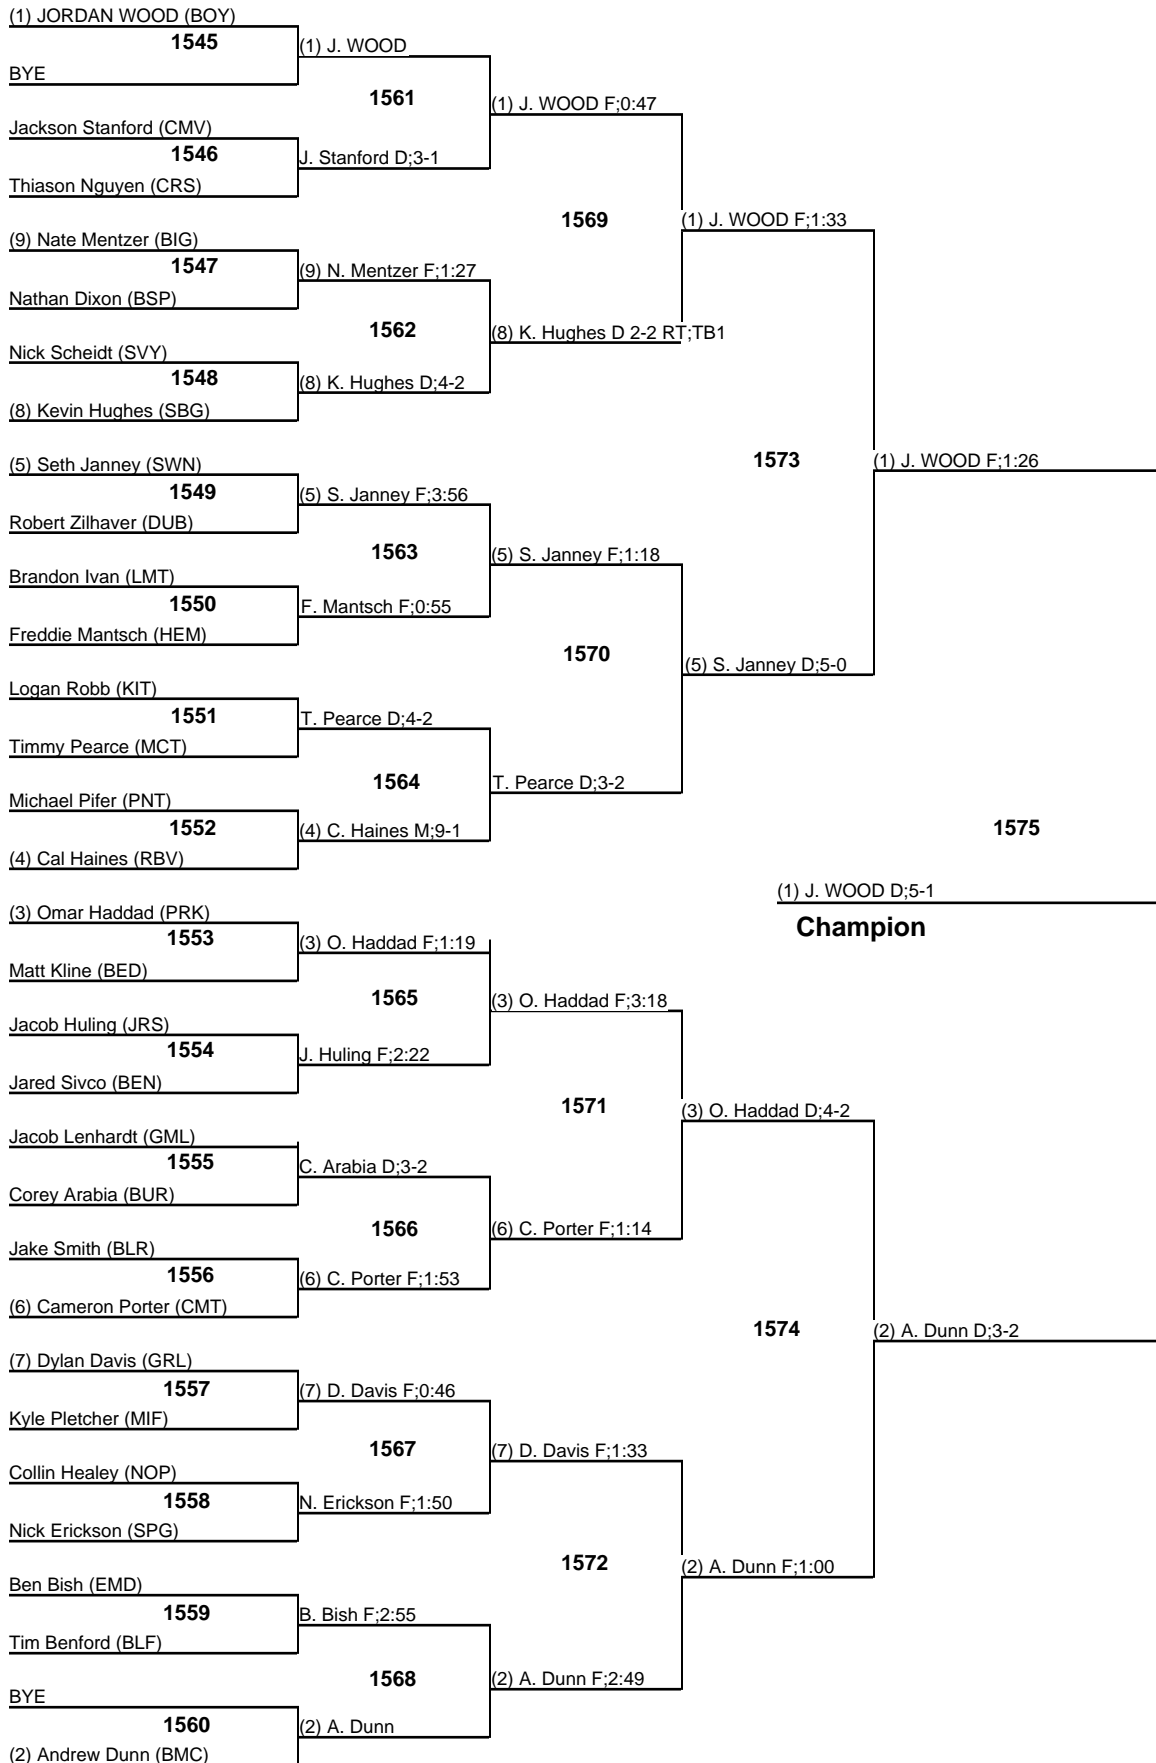 (1) JORDAN WOOD (BOY)
1545
(1) J. WOOD
BYE
1561
(1) J. WOOD F;0:47
Jackson Stanford (CMV)
1546
J. Stanford D;3-1
Thiason Nguyen (CRS)
1569
(1) J. WOOD F;1:33
(9) Nate Mentzer (BIG)
1547
(9) N. Mentzer F;1:27
Nathan Dixon (BSP)
1562
(8) K. Hughes D 2-2 RT;TB1
Nick Scheidt (SVY)
1548
(8) K. Hughes D;4-2
(8) Kevin Hughes (SBG)
1573
(1) J. WOOD F;1:26
(5) Seth Janney (SWN)
1549
(5) S. Janney F;3:56
Robert Zilhaver (DUB)
1563
(5) S. Janney F;1:18
Brandon Ivan (LMT)
1550
F. Mantsch F;0:55
Freddie Mantsch (HEM)
1570
(5) S. Janney D;5-0
Logan Robb (KIT)
1551
T. Pearce D;4-2
Timmy Pearce (MCT)
1564
T. Pearce D;3-2
Michael Pifer (PNT)
1552
(4) C. Haines M;9-1
(4) Cal Haines (RBV)
1575
(1) J. WOOD D;5-1
Champion
(3) Omar Haddad (PRK)
1553
(3) O. Haddad F;1:19
Matt Kline (BED)
1565
(3) O. Haddad F;3:18
Jacob Huling (JRS)
1554
J. Huling F;2:22
Jared Sivco (BEN)
1571
(3) O. Haddad D;4-2
Jacob Lenhardt (GML)
1555
C. Arabia D;3-2
Corey Arabia (BUR)
1566
(6) C. Porter F;1:14
Jake Smith (BLR)
1556
(6) C. Porter F;1:53
(6) Cameron Porter (CMT)
1574
(2) A. Dunn D;3-2
(7) Dylan Davis (GRL)
1557
(7) D. Davis F;0:46
Kyle Pletcher (MIF)
1567
(7) D. Davis F;1:33
Collin Healey (NOP)
1558
N. Erickson F;1:50
Nick Erickson (SPG)
1572
(2) A. Dunn F;1:00
Ben Bish (EMD)
1559
B. Bish F;2:55
Tim Benford (BLF)
1568
(2) A. Dunn F;2:49
BYE
1560
(2) A. Dunn
(2) Andrew Dunn (BMC)